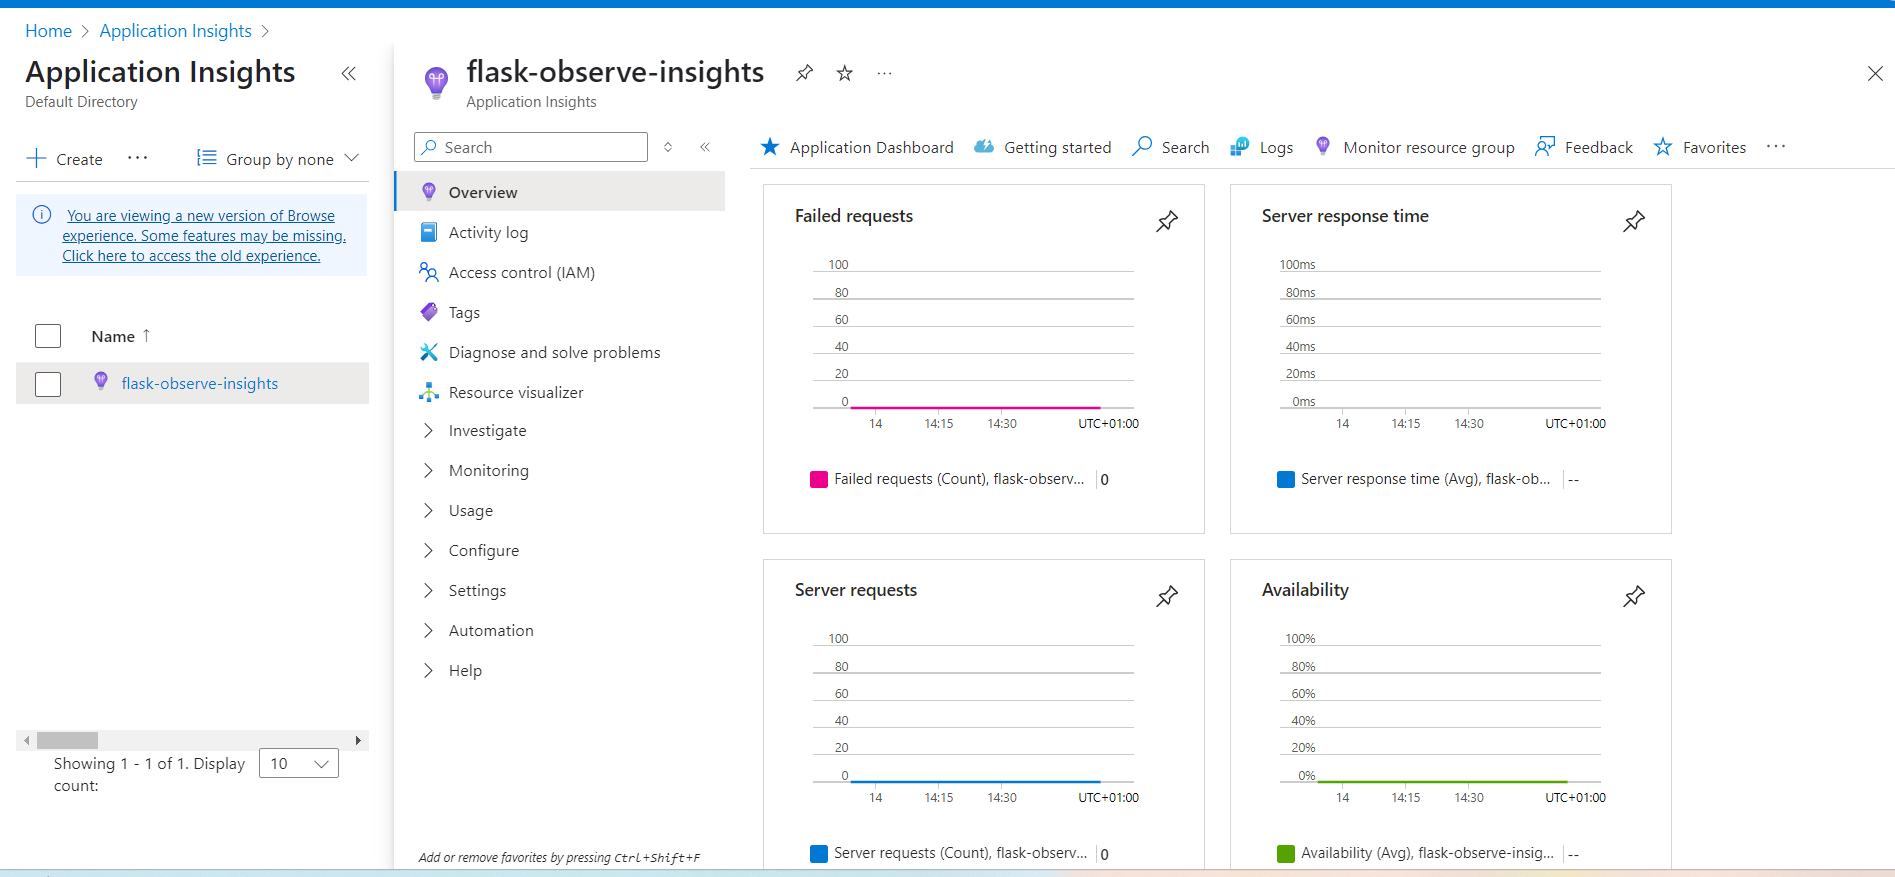 Home > Application Insights >
Application Insights
Default Directory
Create
Group by none
You are viewing a new version of Browse
experience. Some features may be missing.
Click here to access the old experience.
Name ↑
flask-observe-insights
Showing 1 - 1 of 1. Display
count:
10
flask-observe-insights
Application Insights
Search
Overview
Activity log
Access control (IAM)
Tags
Diagnose and solve problems
Resource visualizer
Investigate
Monitoring
Usage
Configure
Settings
Automation
Help
Add or remove favorites by pressing Ctrl+Shift+F
Application Dashboard
Getting started
Search
Logs
Monitor resource group
Feedback
Favorites
Failed requests
100
80
60
40
20
0
14 14:15 14:30 UTC+01:00
Failed requests (Count), flask-observ... 0
Server response time
100ms
80ms
60ms
40ms
20ms
0ms
14 14:15 14:30 UTC+01:00
Server response time (Avg), flask-ob... --
Server requests
100
80
60
40
20
0
14 14:15 14:30 UTC+01:00
Server requests (Count), flask-observ... 0
Availability
100%
80%
60%
40%
20%
0%
14 14:15 14:30 UTC+01:00
Availability (Avg), flask-observe-insig... --